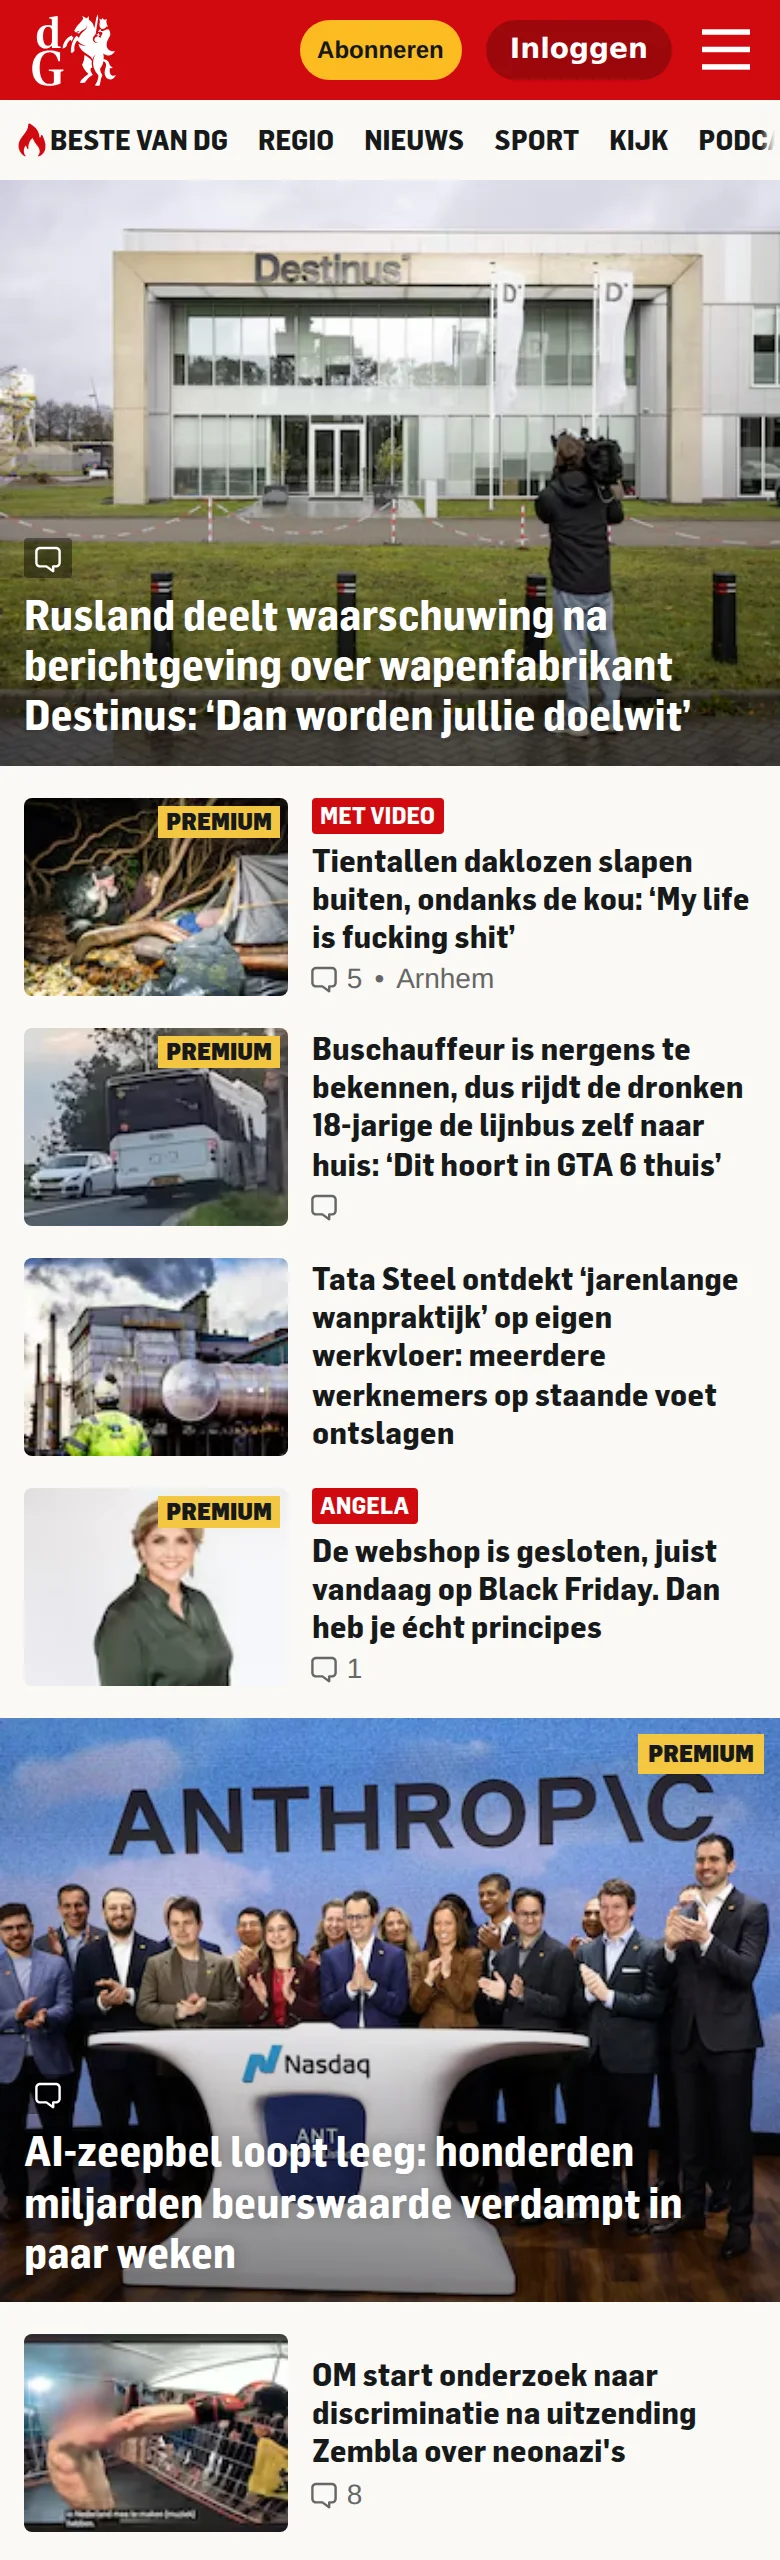 dG
Abonneren
Inloggen
BESTE VAN DG REGIO NIEUWS SPORT KIJK PODCA
Destinus
D D
Rusland deelt waarschuwing na
berichtgeving over wapenfabrikant
Destinus: ‘Dan worden jullie doelwit’
PREMIUM
MET VIDEO
Tientallen daklozen slapen
buiten, ondanks de kou: ‘My life
is fucking shit’
5 • Arnhem
PREMIUM
Buschauffeur is nergens te
bekennen, dus rijdt de dronken
18-jarige de lijnbus zelf naar
huis: ‘Dit hoort in GTA 6 thuis’
Tata Steel ontdekt ‘jarenlange
wanpraktijk’ op eigen
werkvloer: meerdere
werknemers op staande voet
ontslagen
PREMIUM
ANGELA
De webshop is gesloten, juist
vandaag op Black Friday. Dan
heb je écht principes
1
PREMIUM
ANTHROP\C
Nasdaq
ANT
AI-zeepbel loopt leeg: honderden
miljarden beurswaarde verdampt in
paar weken
OM start onderzoek naar
discriminatie na uitzending
Zembla over neonazi's
8